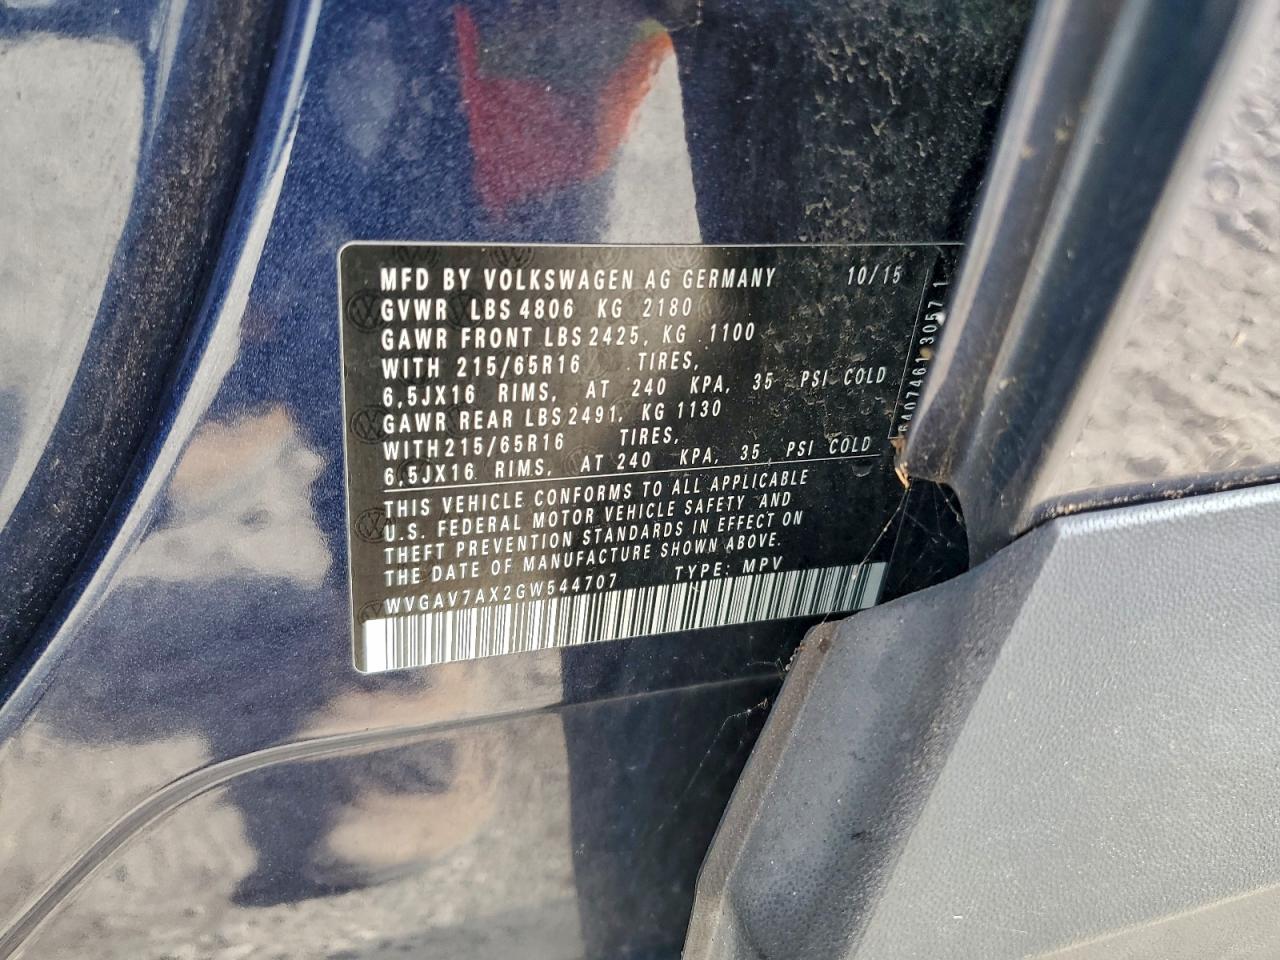 MFD BY VOLKSWAGEN AG GERMANY 10/15
GVWR LBS 4806 KG 2180
GAWR FRONT LBS 2425, KG 1100
WITH 215/65R16 TIRES,
6,5JX16 RIMS, AT 240 KPA, 35 PSI COLD
GAWR REAR LBS 2491, KG 1130
WITH 215/65R16 TIRES,
6,5JX16 RIMS, AT 240 KPA, 35 PSI COLD
THIS VEHICLE CONFORMS TO ALL APPLICABLE
U.S. FEDERAL MOTOR VEHICLE SAFETY AND
THEFT PREVENTION STANDARDS IN EFFECT ON
THE DATE OF MANUFACTURE SHOWN ABOVE.
WVGAV7AX2GW544707 TYPE: MPV